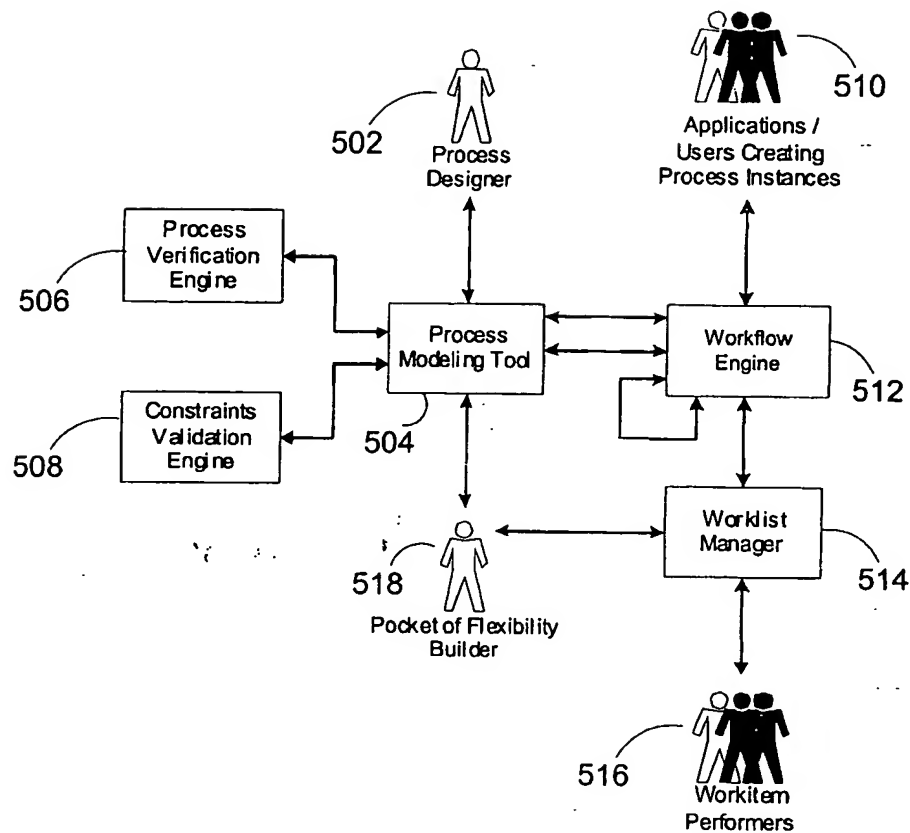 510
Applications /
Users Creating
Process Instances
502
Process
Designer
Process
Verification
Engine
506
Process
Modeling Tool
504
Workflow
Engine
512
Constraints
Validation
Engine
508
Worklist
Manager
514
518
Pocket of Flexibility
Builder
516
Workitem
Performers